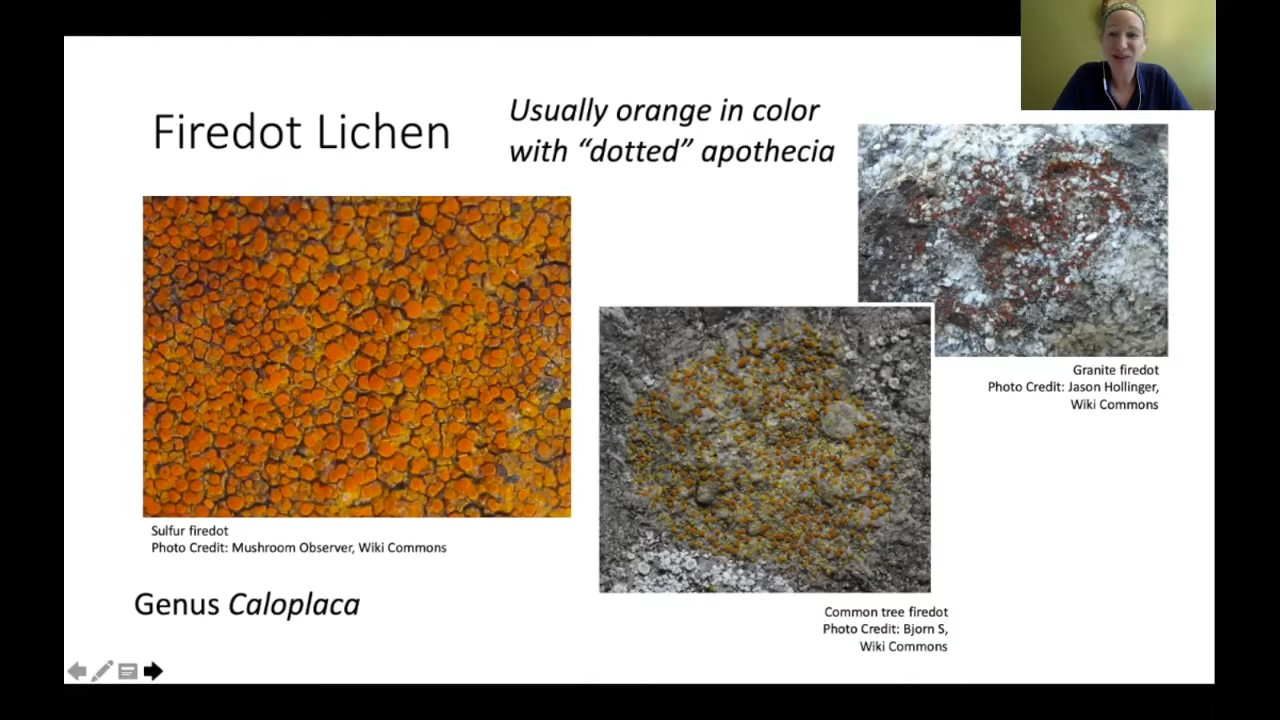 Firedot Lichen
Usually orange in color
with “dotted” apothecia
Granite firedot
Photo Credit: Jason Hollinger,
Wiki Commons
Sulfur firedot
Photo Credit: Mushroom Observer, Wiki Commons
Genus Caloplaca
Common tree firedot
Photo Credit: Bjorn S,
Wiki Commons